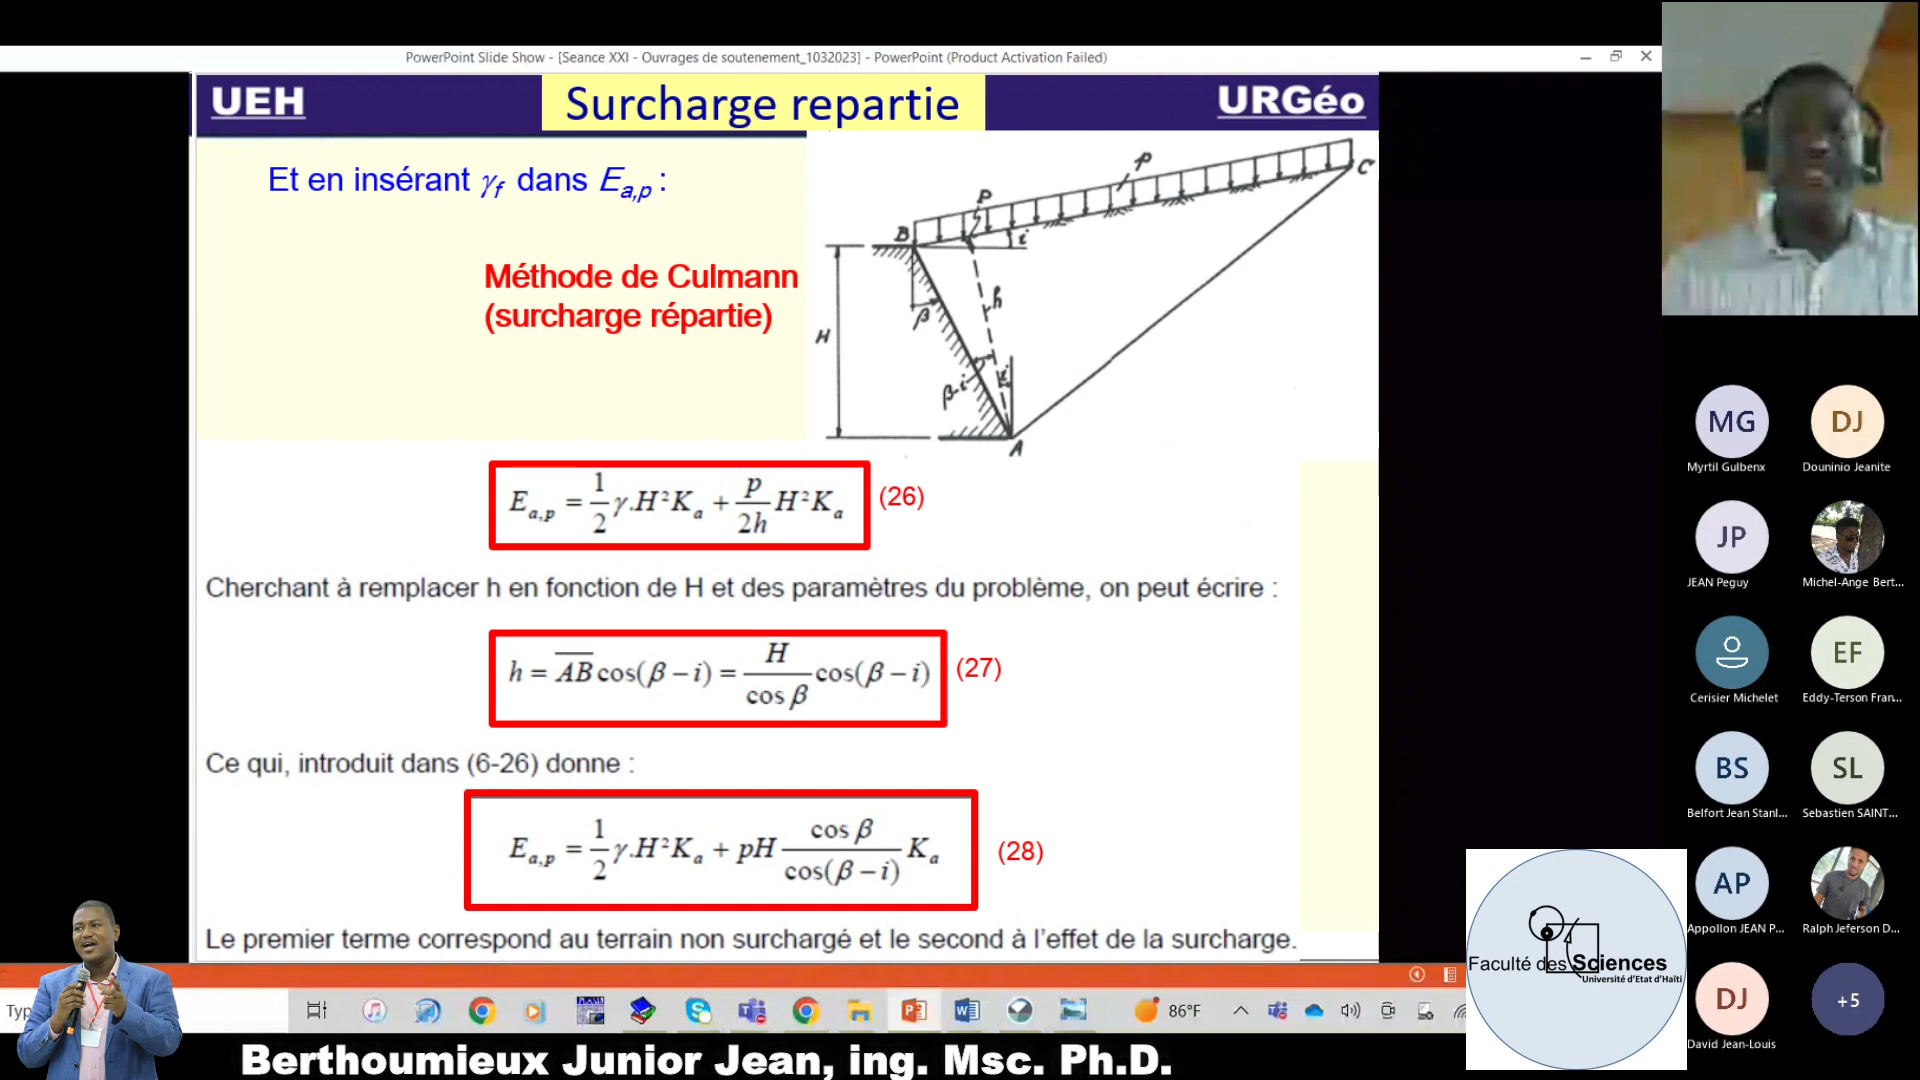 PowerPoint Slide Show - [Seance XXI - Ouvrages de soutenement_1032023] - PowerPoint (Product Activation Failed)
UEH
Surcharge repartie
URGéo
Et en insérant γf dans Ea,p :
Méthode de Culmann
(surcharge répartie)
P
p
C
B
i
h
β
H
β-i
i
A
Ea,p = 1/2 γ.H²Ka + p/2h H²Ka
(26)
Cherchant à remplacer h en fonction de H et des paramètres du problème, on peut écrire :
h = AB cos(β – i) = H/cos β cos(β – i)
(27)
Ce qui, introduit dans (6-26) donne :
Ea,p = 1/2 γ.H²Ka + pH cos β/cos(β – i) Ka
(28)
Le premier terme correspond au terrain non surchargé et le second à l'effet de la surcharge.
MG
Myrtil Gulbenx
DJ
Douninio Jeanite
JP
JEAN Peguy
Michel-Ange Bert...
Cerisier Michelet
EF
Eddy-Terson Fran...
BS
Belfort Jean Stanl...
SL
Sebastien SAINT...
AP
Appollon JEAN P...
Ralph Jeferson D...
DJ
David Jean-Louis
+5
Faculté des Sciences
Université d'Etat d'Haïti
Typ
86°F
Berthoumieux Junior Jean, ing. Msc. Ph.D.